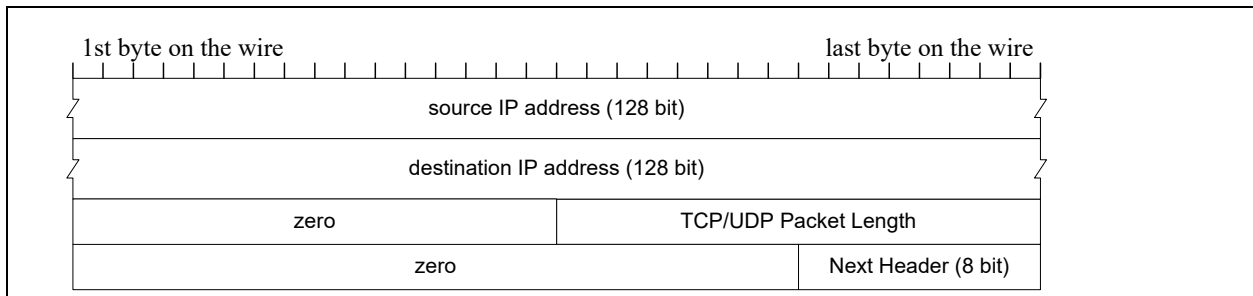 1st byte on the wire last byte on the wire
source IP address (128 bit)
destination IP address (128 bit)
zero TCP/UDP Packet Length
zero Next Header (8 bit)